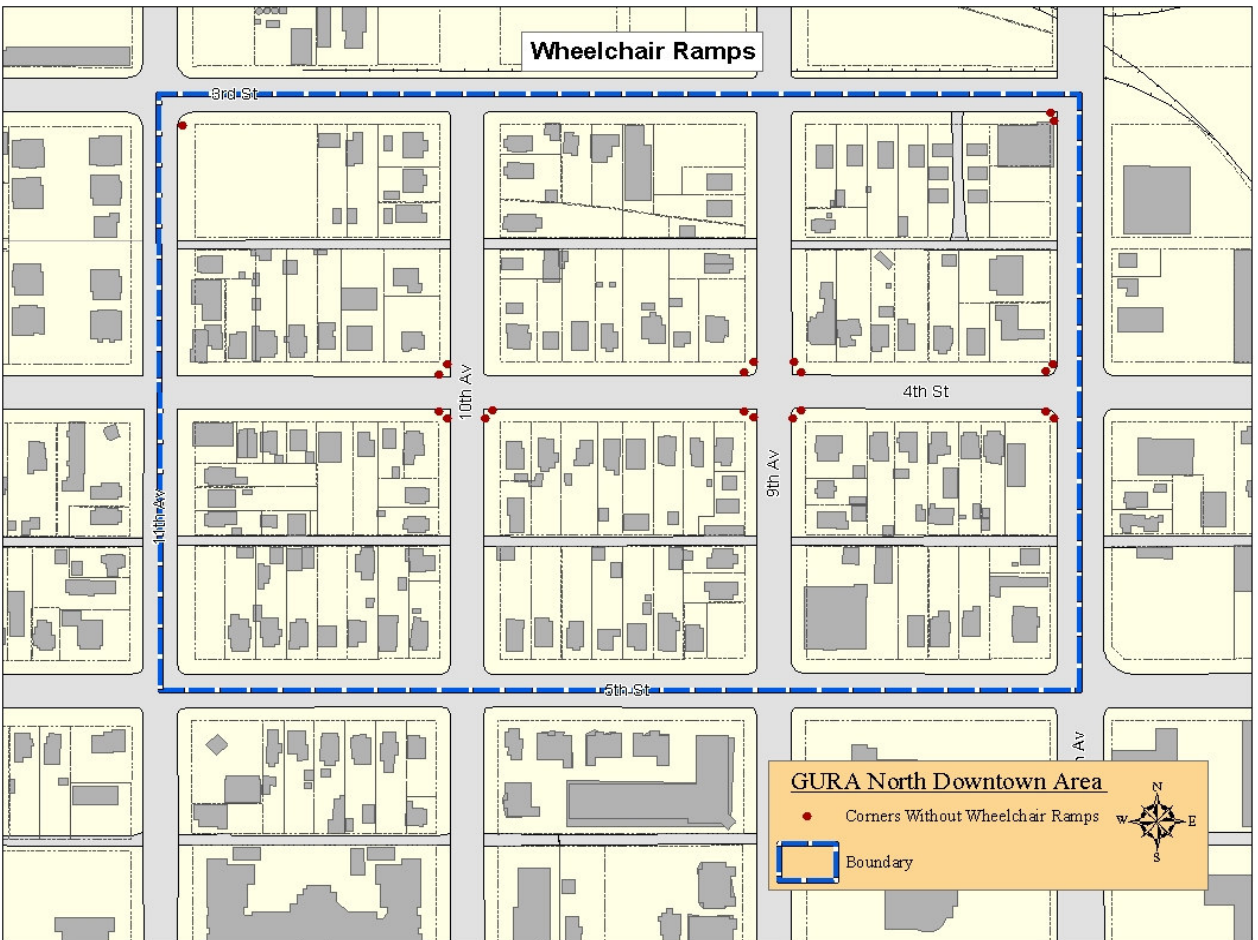 Wheelchair Ramps
3rd St
10th Av
4th St
9th Av
11th Av
5th St
Av
GURA North Downtown Area
Corners Without Wheelchair Ramps
Boundary
N
W
E
S